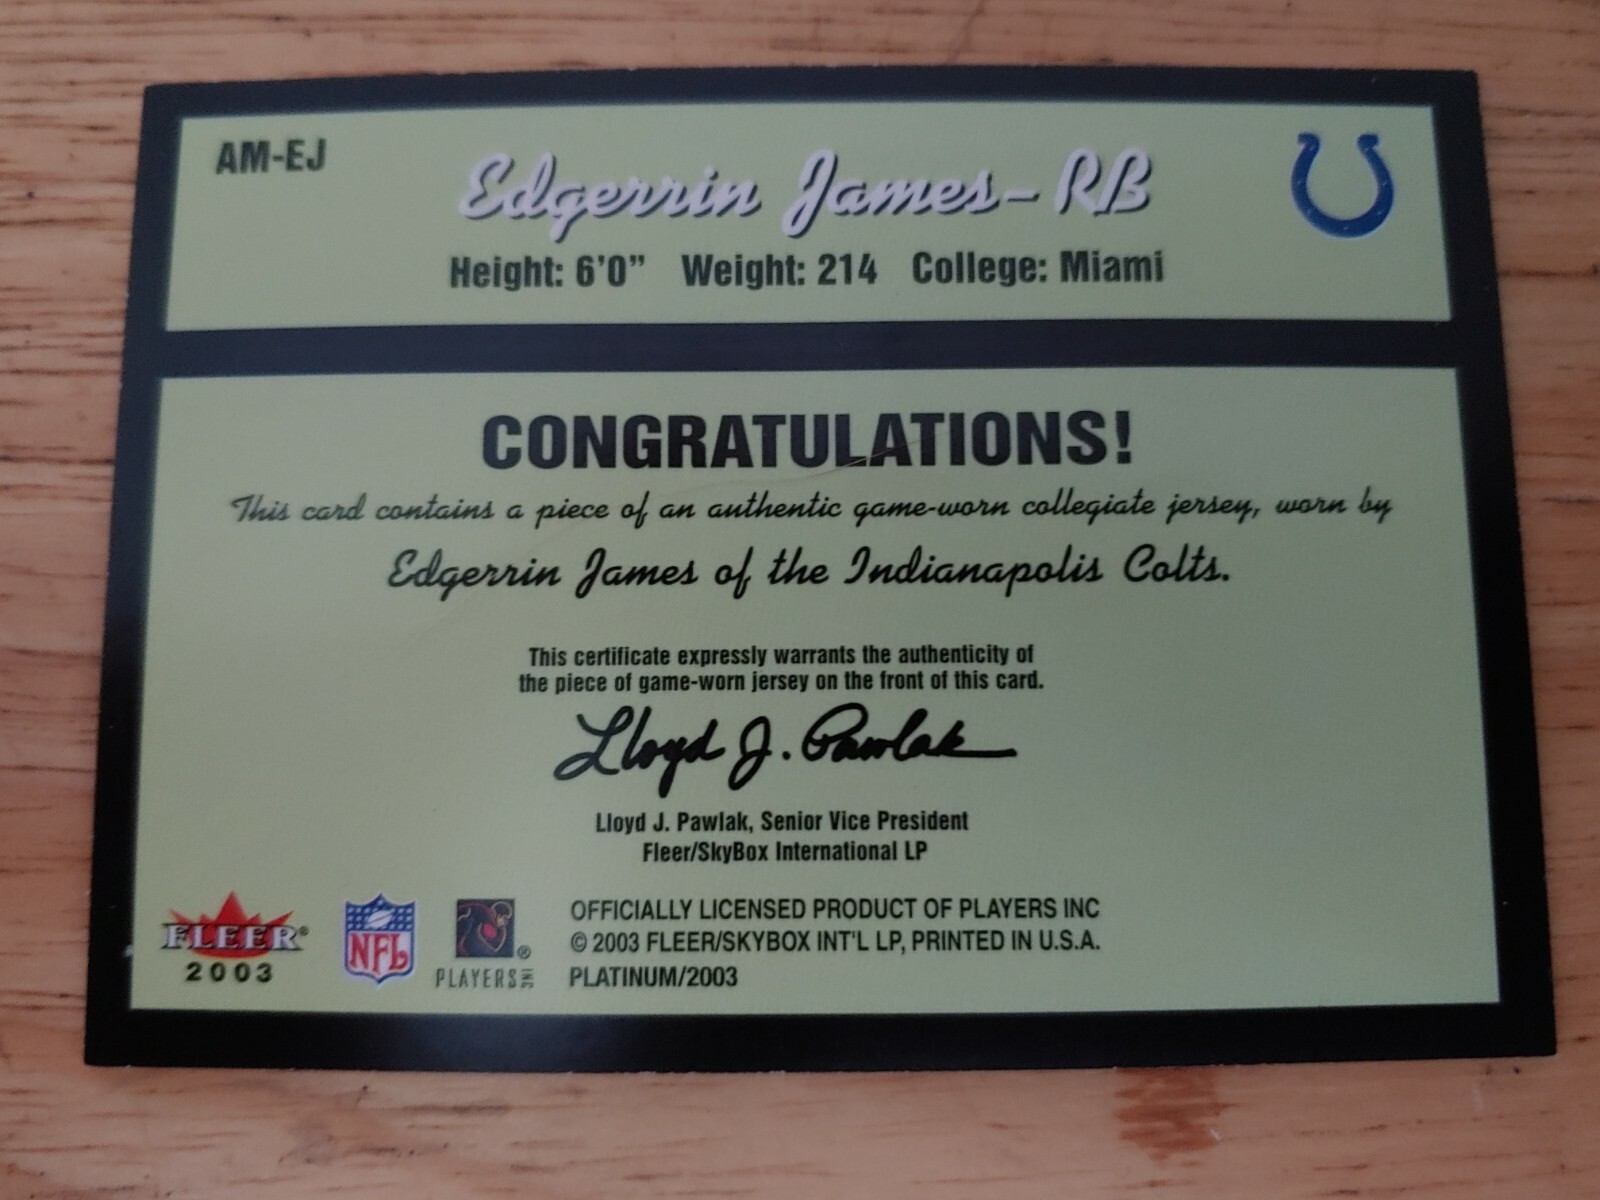 AM-EJ
Edgerrin James - RB
Height: 6'0" Weight: 214 College: Miami
CONGRATULATIONS!
This card contains a piece of an authentic game-worn collegiate jersey, worn by
Edgerrin James of the Indianapolis Colts.
This certificate expressly warrants the authenticity of
the piece of game-worn jersey on the front of this card.
Lloyd J. Pawlak
Lloyd J. Pawlak, Senior Vice President
Fleer/SkyBox International LP
FLEER®
2003
NFL
®
PLAYERS INC
OFFICIALLY LICENSED PRODUCT OF PLAYERS INC
© 2003 FLEER/SKYBOX INT'L LP, PRINTED IN U.S.A.
PLATINUM/2003